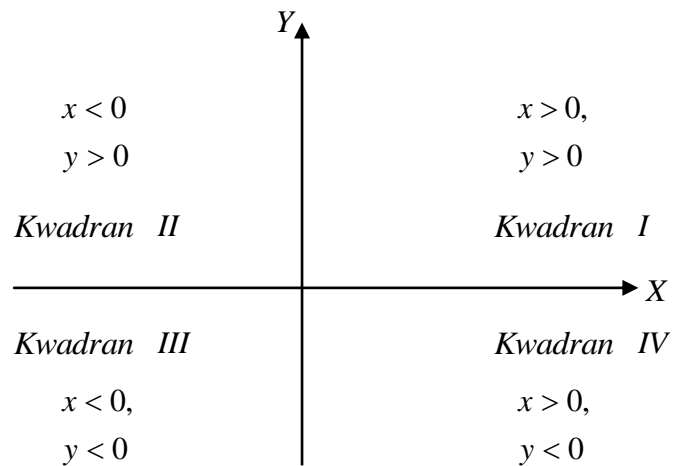 Y
x < 0
y > 0
Kwadran II
x > 0,
y > 0
Kwadran I
X
Kwadran III
x < 0,
y < 0
Kwadran IV
x > 0,
y < 0